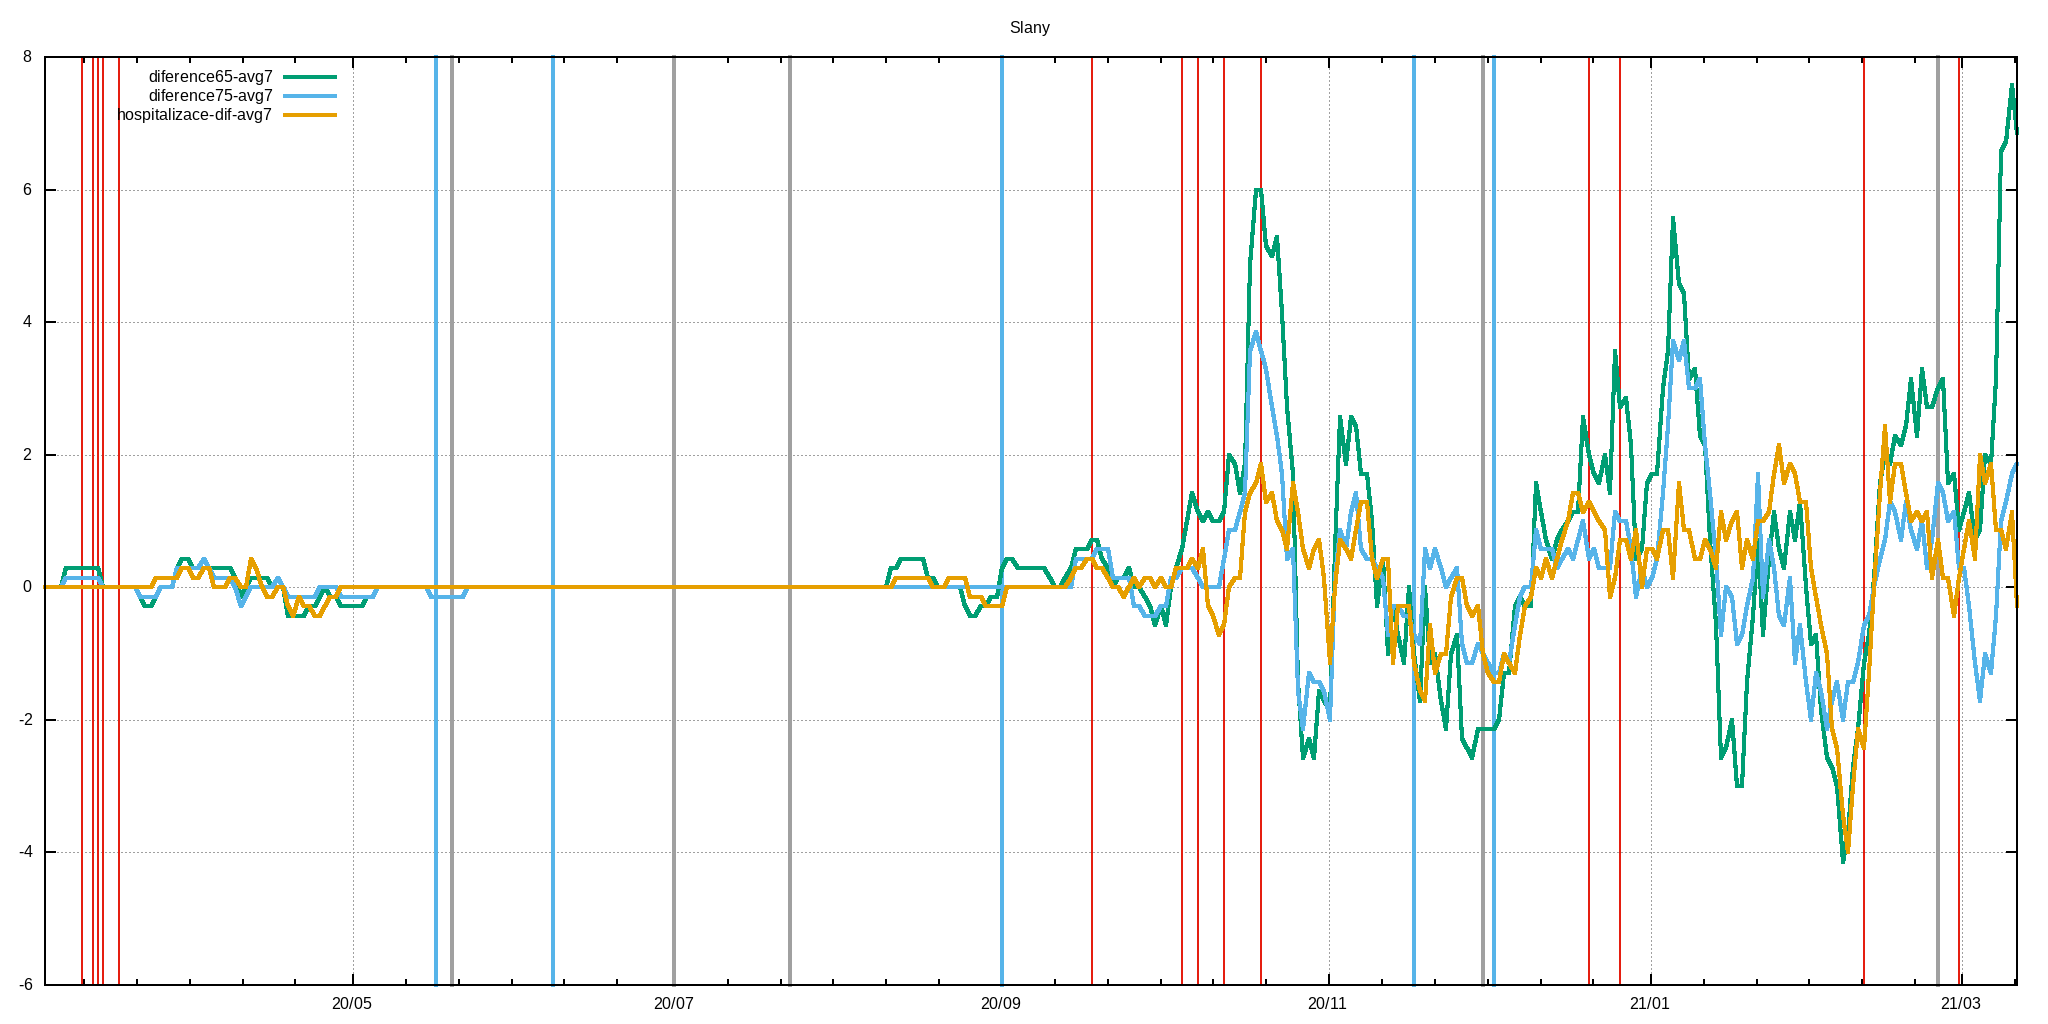 Slany
8
diference65-avg7
diference75-avg7
hospitalizace-dif-avg7
6
4
2
0
-2
-4
-6
20/05 20/07 20/09 20/11 21/01 21/03